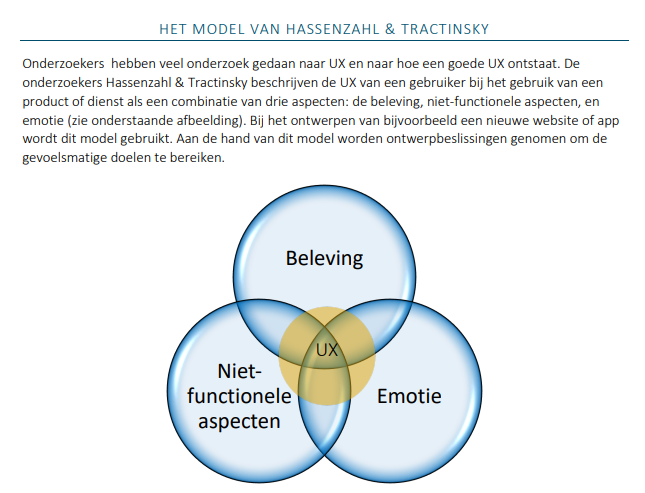 HET MODEL VAN HASSENZAHL & TRACTINSKY
Onderzoekers hebben veel onderzoek gedaan naar UX en naar hoe een goede UX ontstaat. De
onderzoekers Hassenzahl & Tractinsky beschrijven de UX van een gebruiker bij het gebruik van een
product of dienst als een combinatie van drie aspecten: de beleving, niet-functionele aspecten, en
emotie (zie onderstaande afbeelding). Bij het ontwerpen van bijvoorbeeld een nieuwe website of app
wordt dit model gebruikt. Aan de hand van dit model worden ontwerpbeslissingen genomen om de
gevoelsmatige doelen te bereiken.
Beleving
UX
Niet-
functionele
aspecten
Emotie